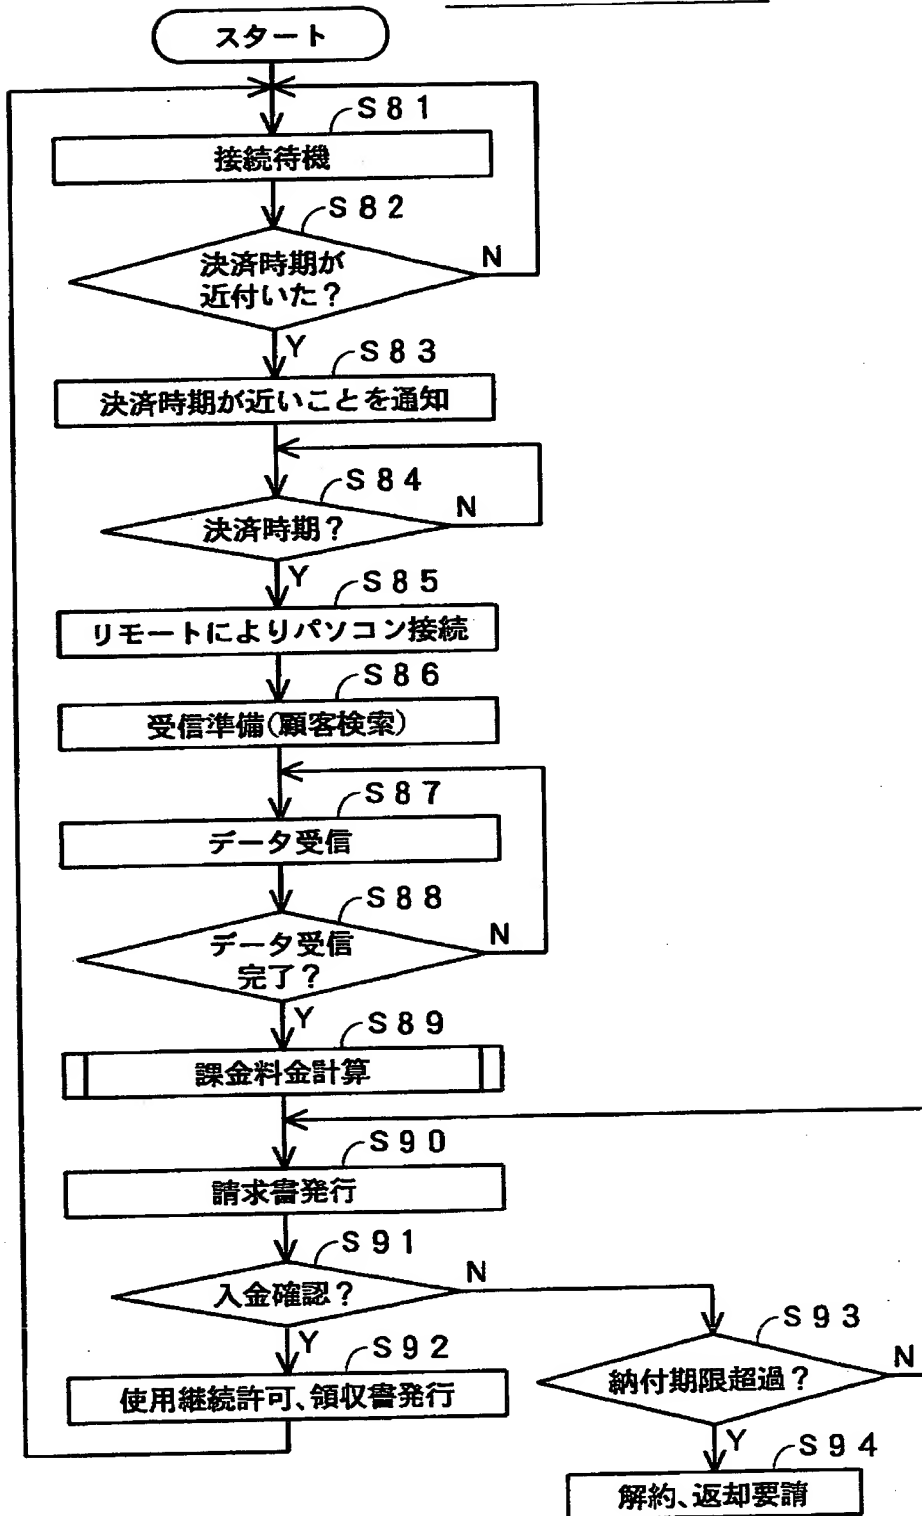 スタート
S81
接続待機
S82
決済時期が
近付いた？
N
Y
S83
決済時期が近いことを通知
S84
決済時期？
N
Y
S85
リモートによりパソコン接続
S86
受信準備(顧客検索)
S87
データ受信
S88
データ受信
完了？
N
Y
S89
課金料金計算
S90
請求書発行
S91
入金確認？
N
Y
S92
使用継続許可、領収書発行
S93
納付期限超過？
N
Y
S94
解約、返却要請